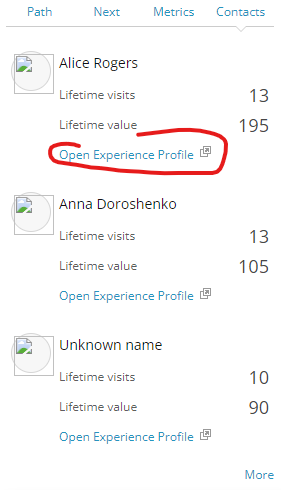 Path Next Metrics Contacts
Alice Rogers
Lifetime visits 13
Lifetime value 195
Open Experience Profile
Anna Doroshenko
Lifetime visits 13
Lifetime value 105
Open Experience Profile
Unknown name
Lifetime visits 10
Lifetime value 90
Open Experience Profile
More